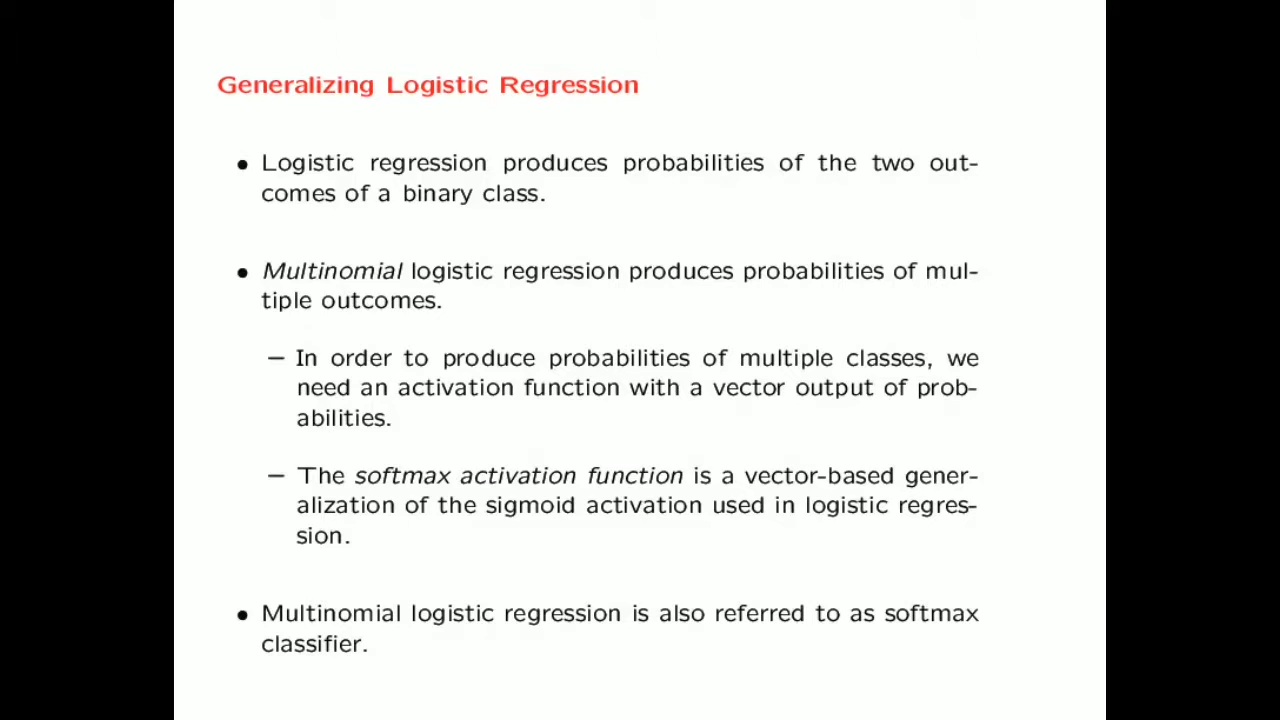 Generalizing Logistic Regression
• Logistic regression produces probabilities of the two out-
comes of a binary class.
• Multinomial logistic regression produces probabilities of mul-
tiple outcomes.
– In order to produce probabilities of multiple classes, we
need an activation function with a vector output of prob-
abilities.
– The softmax activation function is a vector-based gener-
alization of the sigmoid activation used in logistic regres-
sion.
• Multinomial logistic regression is also referred to as softmax
classifier.